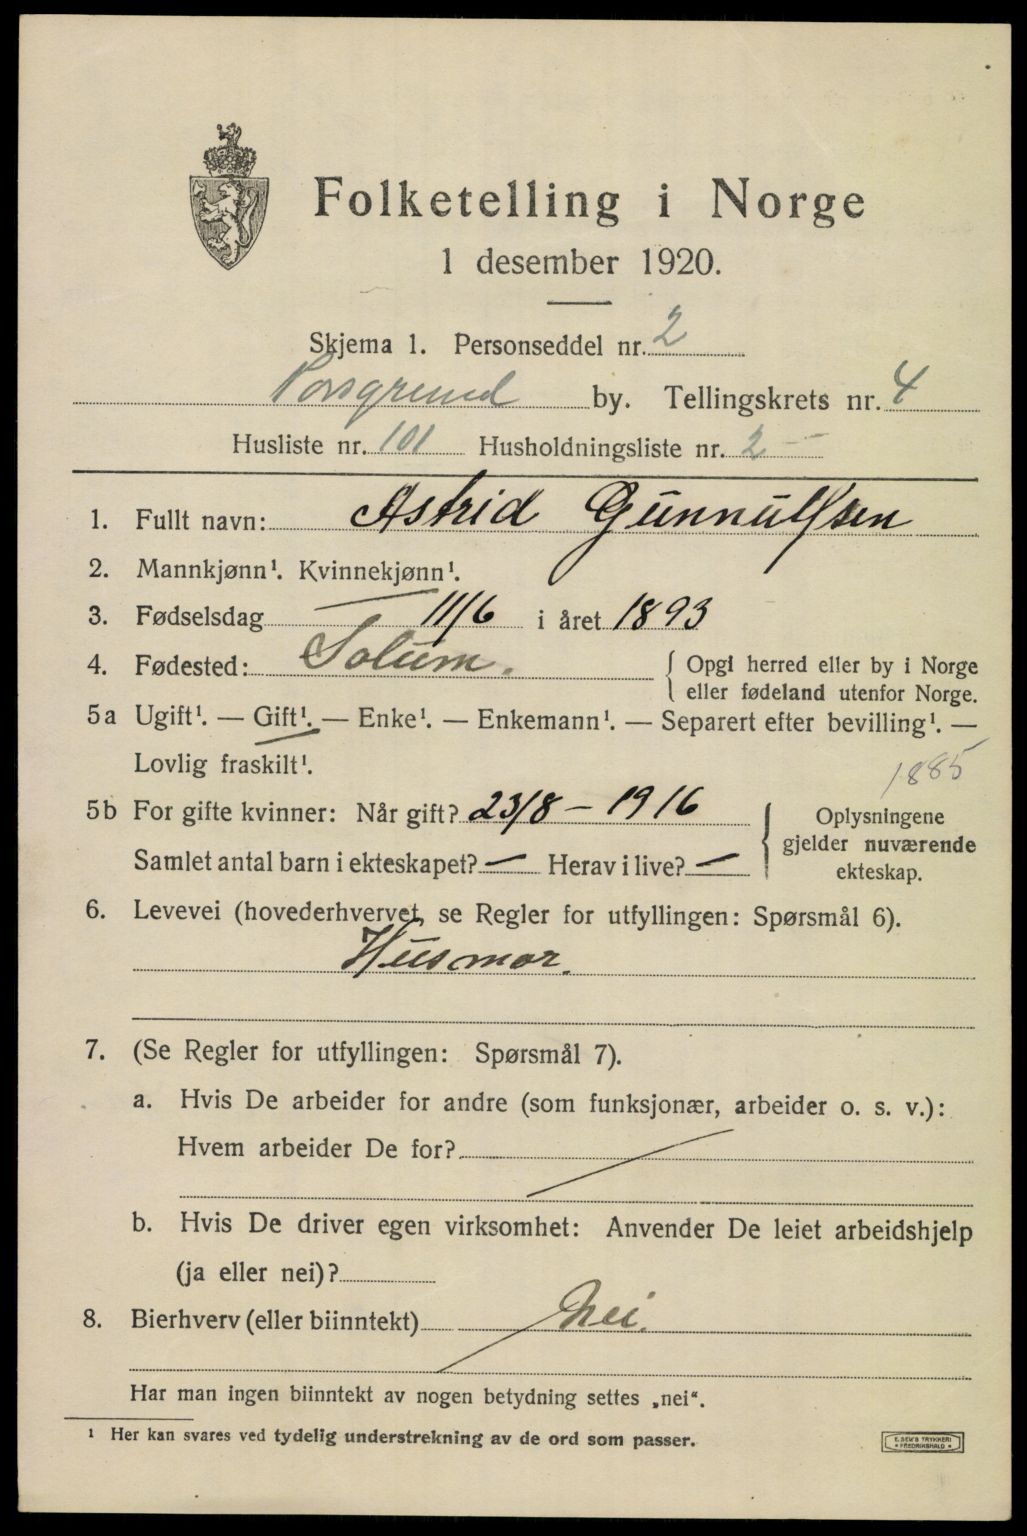 Folketelling i Norge
1 desember 1920.
Skjema 1. Personseddel nr. 2
Porsgrund by. Tellingskrets nr. 4
Husliste nr. 101 Husholdningsliste nr. 2
1. Fullt navn: Astrid Gunnulfsen
2. Mannkjønn¹. Kvinnekjønn¹.
3. Fødselsdag 11/6 i året 1893
4. Fødested: Solum. { Opgi herred eller by i Norge
eller fødeland utenfor Norge.
5a Ugift¹. — Gift¹. — Enke¹. — Enkemann¹. — Separert efter bevilling¹. —
Lovlig fraskilt¹.
1885
5b For gifte kvinner: Når gift? 23/8 – 1916 { Oplysningene
gjelder nuværende
ekteskap.
Samlet antal barn i ekteskapet? — Herav i live? —
6. Levevei (hovederhvervet, se Regler for utfyllingen: Spørsmål 6).
Husmor.
7. (Se Regler for utfyllingen: Spørsmål 7).
a. Hvis De arbeider for andre (som funksjonær, arbeider o. s. v.):
Hvem arbeider De for?
b. Hvis De driver egen virksomhet: Anvender De leiet arbeidshjelp
(ja eller nei)?
8. Bierhverv (eller biinntekt) Nei.
Har man ingen biinntekt av nogen betydning settes „nei“.
¹ Her kan svares ved tydelig understrekning av de ord som passer.
E. SEM'S TRYKKERI
• FREDRIKSHALD •